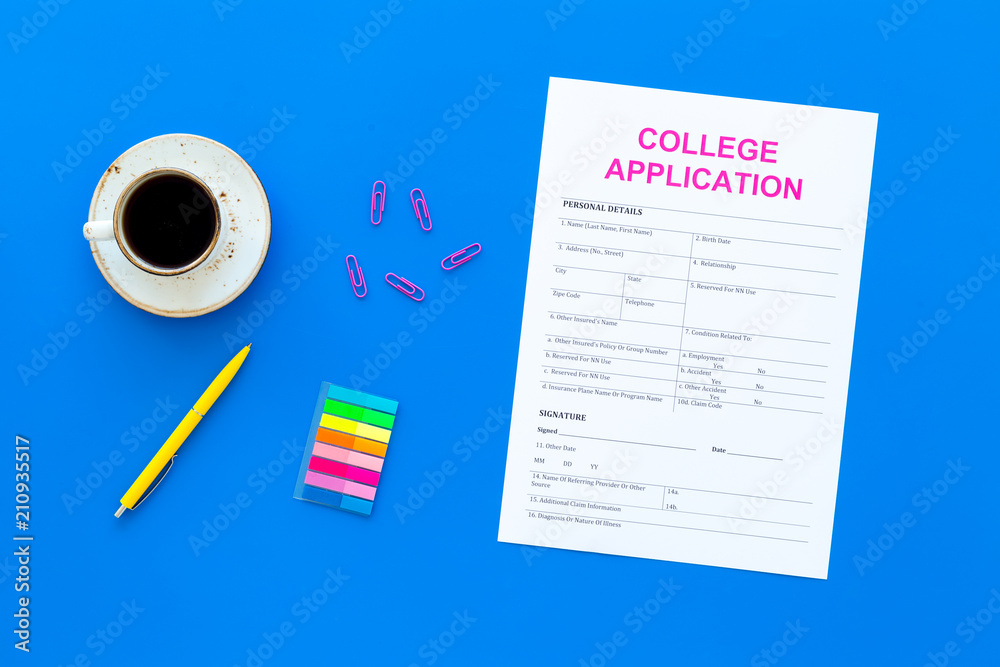 COLLEGE
APPLICATION
PERSONAL DETAILS
1. Name (Last Name, First Name)
2. Birth Date
3. Address (No., Street)
4. Relationship
City
State
5. Reserved For NN Use
Zipe Code
Telephone
6. Other Insured's Name
7. Condition Related To:
a. Other Insured's Policy Or Group Number
a. Employment
Yes No
b. Reserved For NN Use
b. Accident
Yes No
c. Reserved For NN Use
c. Other Accident
Yes No
d. Insurance Plane Name Or Program Name
10d. Claim Code
SIGNATURE
Signed
Date
11. Other Date
MM DD YY
14. Name Of Referring Provider Or Other
Source
14a.
14b.
15. Additional Claim Information
16. Diagnosis Or Nature Of Illness
Adobe Stock | #210935517